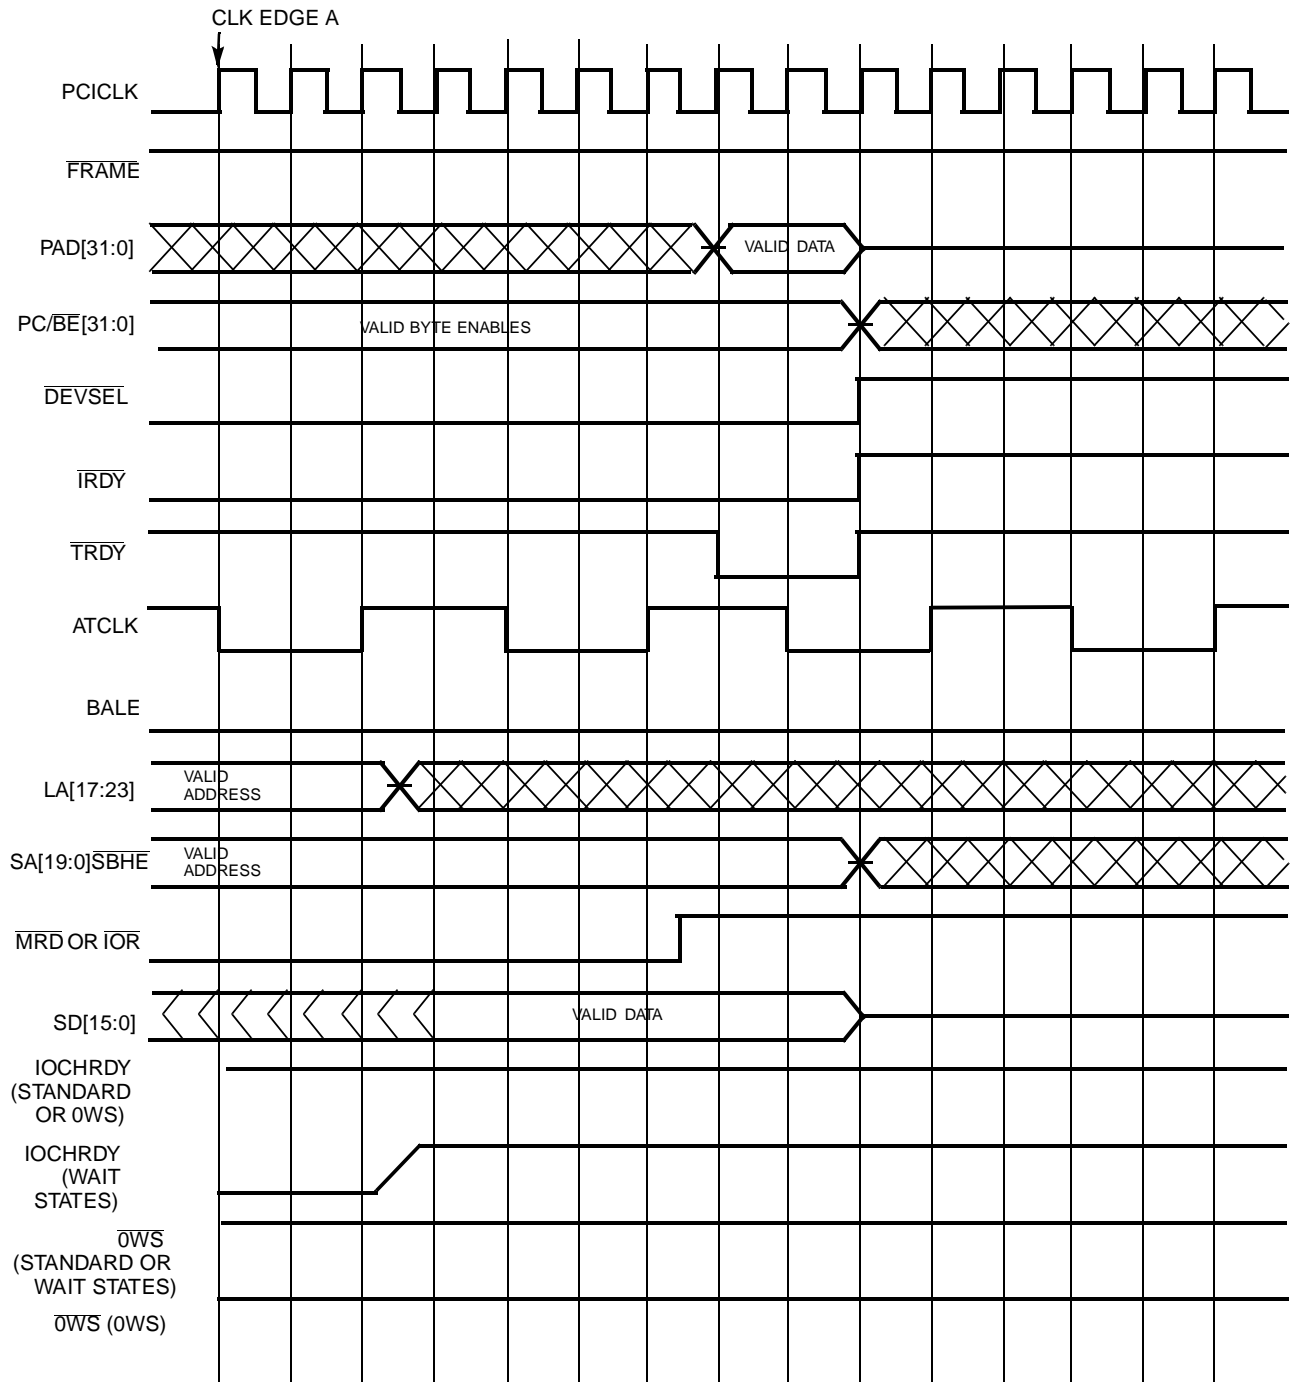 CLK EDGE A
PCICLK
FRAME
PAD[31:0]
VALID DATA
PC/BE[31:0]
VALID BYTE ENABLES
DEVSEL
IRDY
TRDY
ATCLK
BALE
LA[17:23]
VALID
ADDRESS
SA[19:0]SBHE
VALID
ADDRESS
MRD OR IOR
SD[15:0]
VALID DATA
IOCHRDY
(STANDARD
OR 0WS)
IOCHRDY
(WAIT
STATES)
0WS
(STANDARD OR
WAIT STATES)
0WS (0WS)